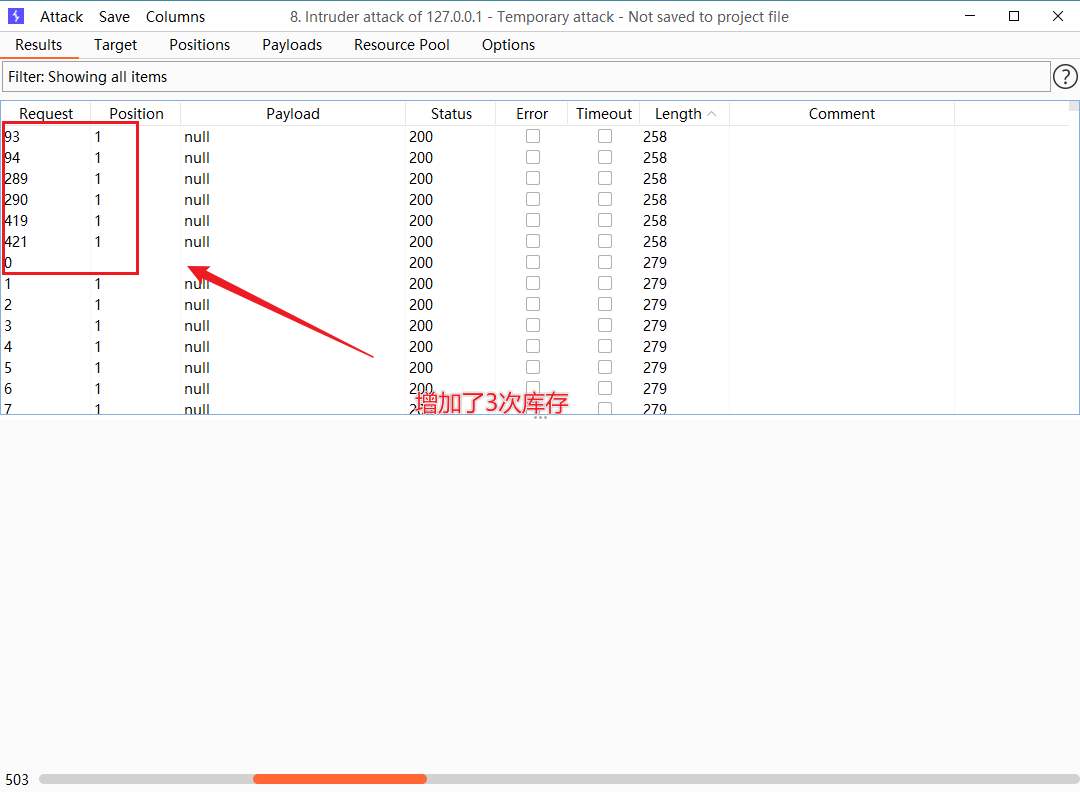 Attack Save Columns 8. Intruder attack of 127.0.0.1 - Temporary attack - Not saved to project file
Results Target Positions Payloads Resource Pool Options
Filter: Showing all items
?
Request Position Payload Status Error Timeout Length Comment
93 1 null 200 258
94 1 null 200 258
289 1 null 200 258
290 1 null 200 258
419 1 null 200 258
421 1 null 200 258
0 200 279
1 1 null 200 279
2 1 null 200 279
3 1 null 200 279
4 1 null 200 279
5 1 null 200 279
6 1 null 200 279
7 1 null 279
增加了3次库存
503